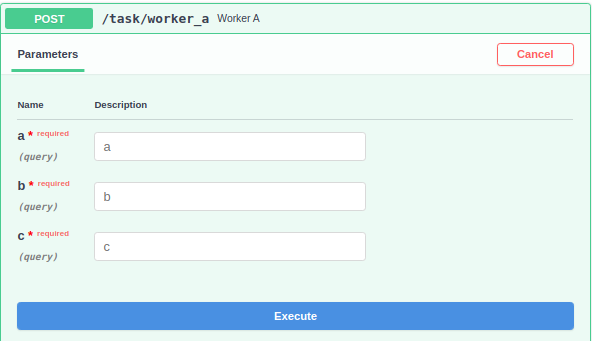 POST /task/worker_a Worker A
Parameters Cancel
Name Description
a * required
(query)
a
b * required
(query)
b
c * required
(query)
c
Execute